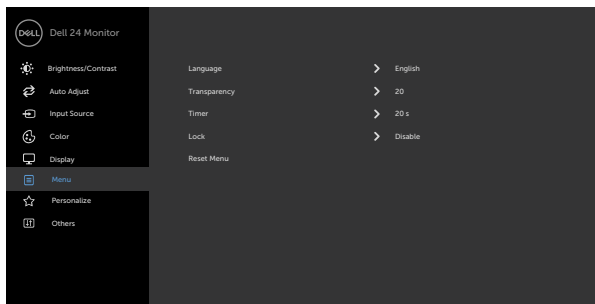 DELL Dell 24 Monitor
Brightness/Contrast Language English
Auto Adjust Transparency 20
Input Source Timer 20 s
Color Lock Disable
Display Reset Menu
Menu
Personalize
Others